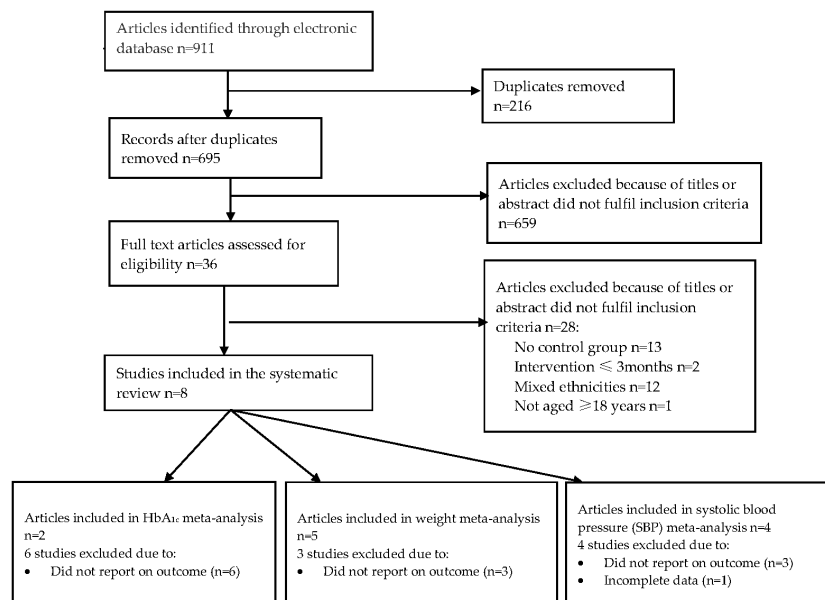 Articles identified through electronic
database n=911
Duplicates removed
n=216
Records after duplicates
removed n=695
Articles excluded because of titles or
abstract did not fulfil inclusion criteria
n=659
Full text articles assessed for
eligibility n=36
Articles excluded because of titles or
abstract did not fulfil inclusion
criteria n=28:
No control group n=13
Intervention ≤ 3months n=2
Mixed ethnicities n=12
Not aged ≥18 years n=1
Studies included in the systematic
review n=8
Articles included in HbA1c meta-analysis
n=2
6 studies excluded due to:
• Did not report on outcome (n=6)
Articles included in weight meta-analysis
n=5
3 studies excluded due to:
• Did not report on outcome (n=3)
Articles included in systolic blood
pressure (SBP) meta-analysis n=4
4 studies excluded due to:
• Did not report on outcome (n=3)
• Incomplete data (n=1)